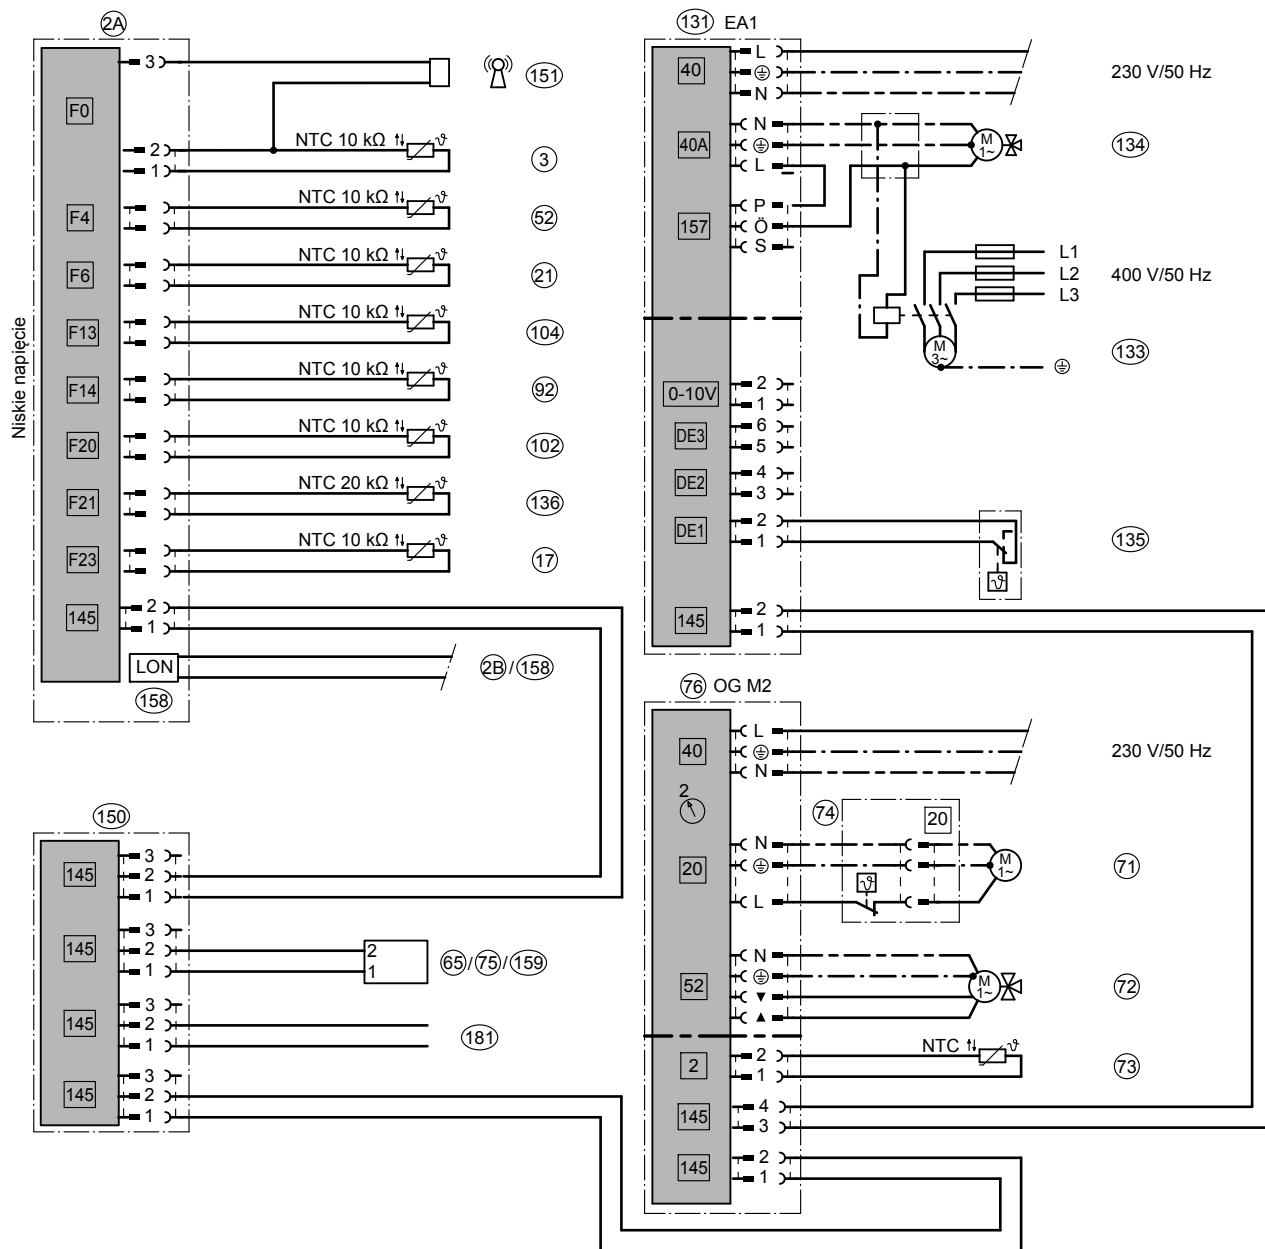 2A
Niskie napięcie
3
151
F0
2
NTC 10 kΩ
ϑ
1
3
F4
NTC 10 kΩ
ϑ
52
F6
NTC 10 kΩ
ϑ
21
F13
NTC 10 kΩ
ϑ
104
F14
NTC 10 kΩ
ϑ
92
F20
NTC 10 kΩ
ϑ
102
F21
NTC 20 kΩ
ϑ
136
F23
NTC 10 kΩ
ϑ
17
145
2
1
LON
2B/158
158
150
145
3
2
1
145
3
2
1
2
1
65/75/159
145
3
2
1
181
145
3
2
1
131 EA1
40
L
N
230 V/50 Hz
40A
N
L
M
1~
134
157
P
Ö
S
L1
L2
L3
400 V/50 Hz
M
3~
133
0-10V
2
1
DE3
6
5
DE2
4
3
DE1
2
1
ϑ
135
145
2
1
76 OG M2
40
L
N
230 V/50 Hz
2
74
20
20
N
L
ϑ
M
1~
71
52
N
▼
▲
M
1~
72
2
2
1
NTC
ϑ
73
145
4
3
145
2
1